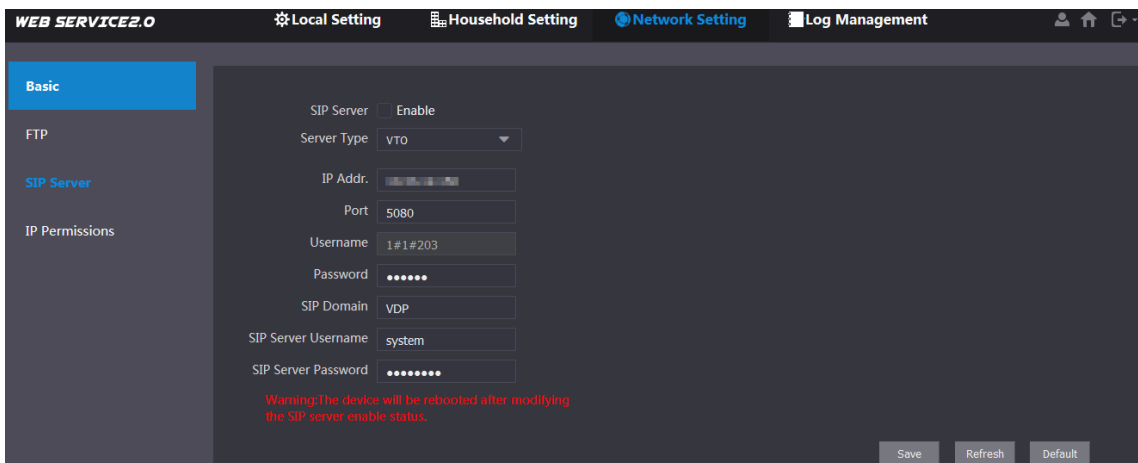 WEB SERVICE2.0
Local Setting
Household Setting
Network Setting
Log Management
Basic
FTP
SIP Server
IP Permissions
SIP Server Enable
Server Type VTO
IP Addr.
Port 5080
Username 1#1#203
Password ••••••
SIP Domain VDP
SIP Server Username system
SIP Server Password ••••••••
Warning:The device will be rebooted after modifying
the SIP server enable status.
Save Refresh Default